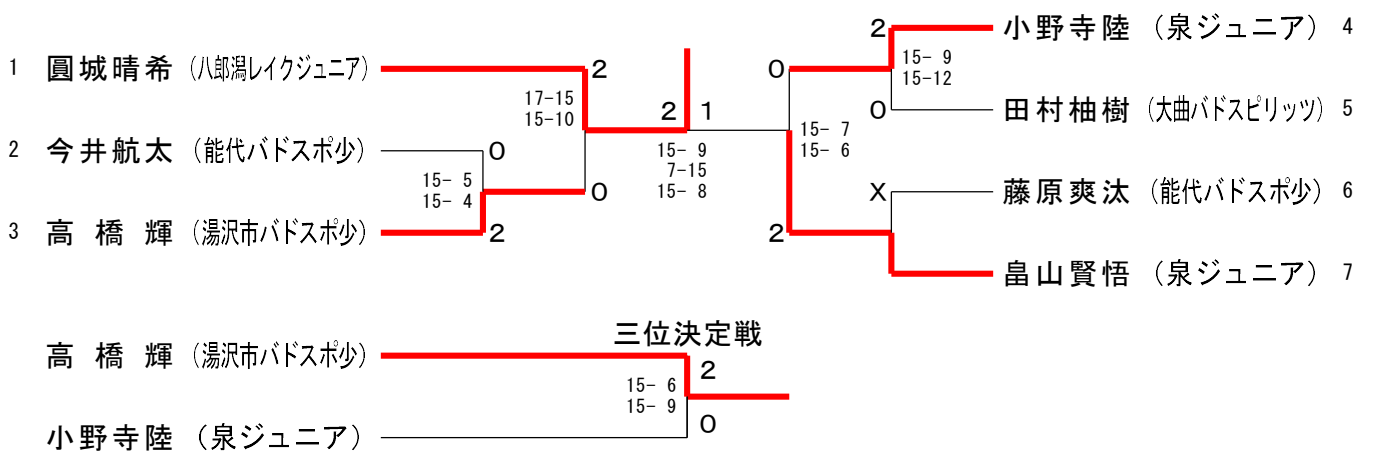 1 圓城晴希 (八郎潟レイクジュニア)
2 今井航太 (能代バドスポ少)
3 高橋輝 (湯沢市バドスポ少)
15- 5
15- 4
0
2
17-15
15-10
2
0
2 1
15- 9
7-15
15- 8
0
2
15- 7
15- 6
2
0
15- 9
15-12
X
小野寺陸 (泉ジュニア) 4
田村柚樹 (大曲バドスピリッツ) 5
藤原爽汰 (能代バドスポ少) 6
畠山賢悟 (泉ジュニア) 7
三位決定戦
高橋輝 (湯沢市バドスポ少)
小野寺陸 (泉ジュニア)
15- 6
15- 9
2
0